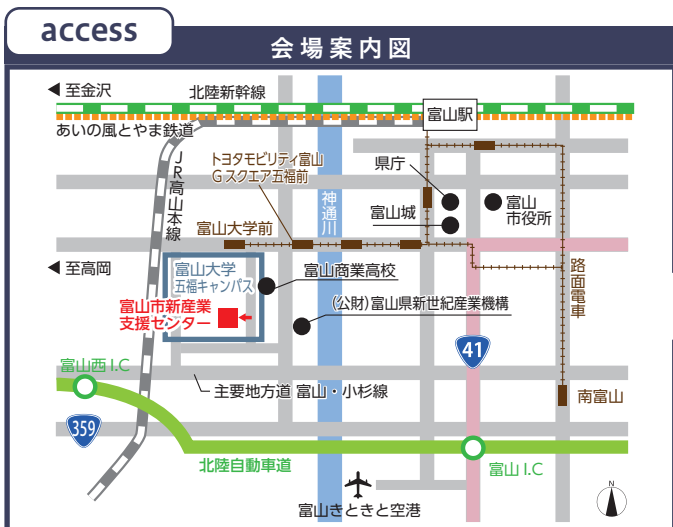 access
会場案内図
至金沢
北陸新幹線
富山駅
あいの風とやま鉄道
JR高山本線
トヨタモビリティ富山
Gスクエア五福前
県庁
神通川
富山城
富山
市役所
富山大学前
至高岡
富山大学
五福キャンパス
富山商業高校
路面電車
富山市新産業
支援センター
(公財)富山県新世紀産業機構
41
富山西I.C
主要地方道 富山・小杉線
南富山
359
北陸自動車道
富山I.C
富山きときと空港
N